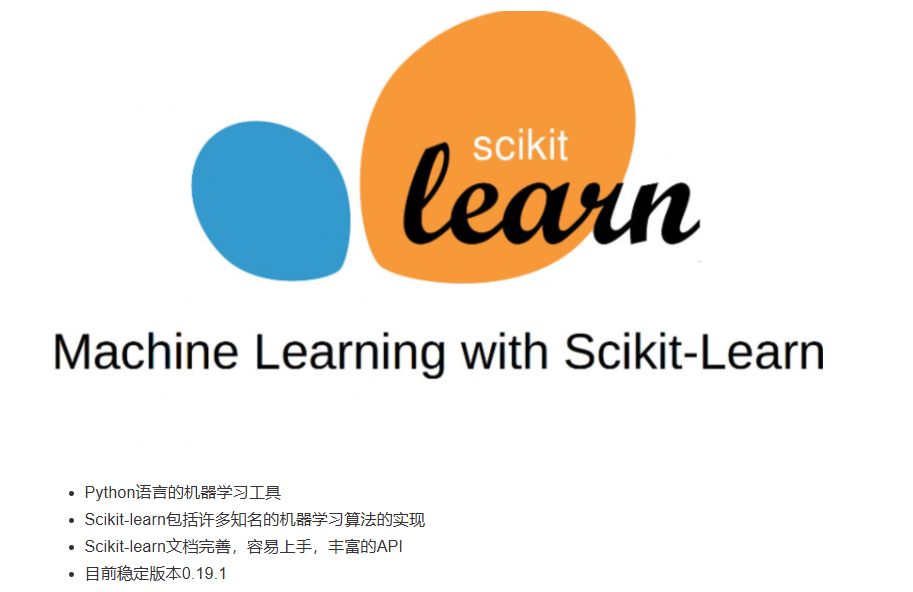 scikit
learn
Machine Learning with Scikit-Learn
Python语言的机器学习工具
Scikit-learn包括许多知名的机器学习算法的实现
Scikit-learn文档完善，容易上手，丰富的API
目前稳定版本0.19.1